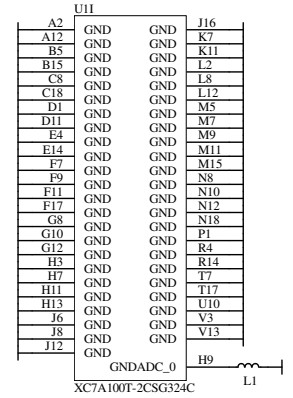 U1I
A2 GND GND J16
A12 GND GND K7
B5 GND GND K11
B15 GND GND L2
C8 GND GND L8
C18 GND GND L12
D1 GND GND M5
D11 GND GND M7
E4 GND GND M9
E14 GND GND M11
F7 GND GND M15
F9 GND GND N8
F11 GND GND N10
F17 GND GND N12
G8 GND GND N18
G10 GND GND P1
G12 GND GND R4
H3 GND GND R14
H7 GND GND T7
H11 GND GND T17
H13 GND GND U10
J6 GND GND V3
J8 GND GND V13
J12 GND
GNDADC_0 H9
L1
XC7A100T-2CSG324C